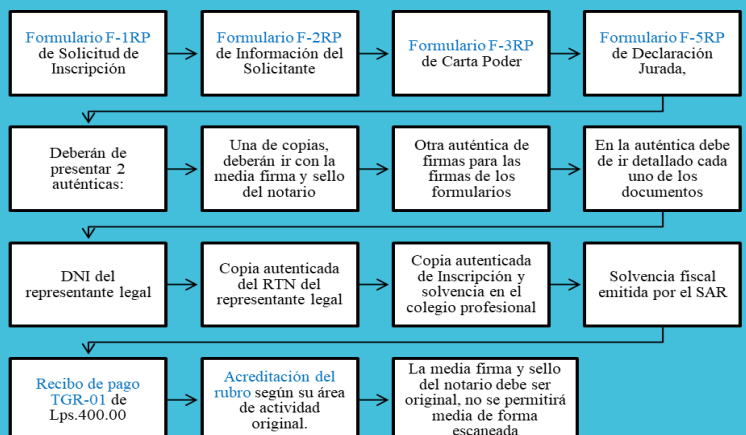 Formulario F-1RP
de Solicitud de
Inscripción
Formulario F-2RP
de Información del
Solicitante
Formulario F-3RP
de Carta Poder
Formulario F-5RP
de Declaración
Jurada,
Deberán de
presentar 2
auténticas:
Una de copias,
deberán ir con la
media firma y sello
del notario
Otra auténtica de
firmas para las
firmas de los
formularios
En la auténtica debe
de ir detallado cada
uno de los
documentos
DNI del
representante legal
Copia autenticada
del RTN del
representante legal
Copia autenticada
de Inscripción y
solvencia en el
colegio profesional
Solvencia fiscal
emitida por el SAR
Recibo de pago
TGR-01 de
Lps.400.00
Acreditación del
rubro según su área
de actividad
original.
La media firma y sello
del notario debe ser
original, no se permitirá
media de forma
escaneada